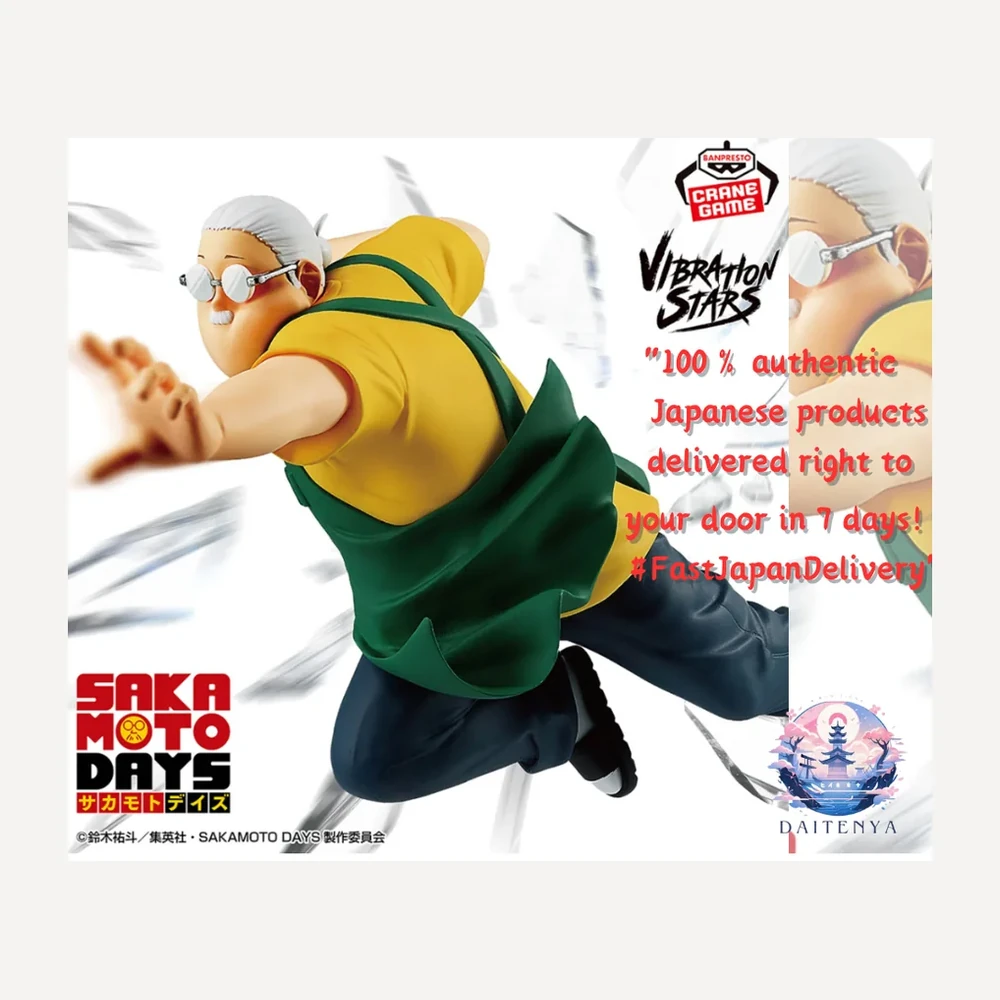 BANPRESTO
CRANE
GAME
VIBRATION
STARS
"100 % authentic
Japanese products
delivered right to
your door in 7 days!
#FastJapanDelivery"
SAKA
MOTO
DAYS
サカモトデイズ
©鈴木祐斗／集英社・SAKAMOTO DAYS 製作委員会
DAITENYA